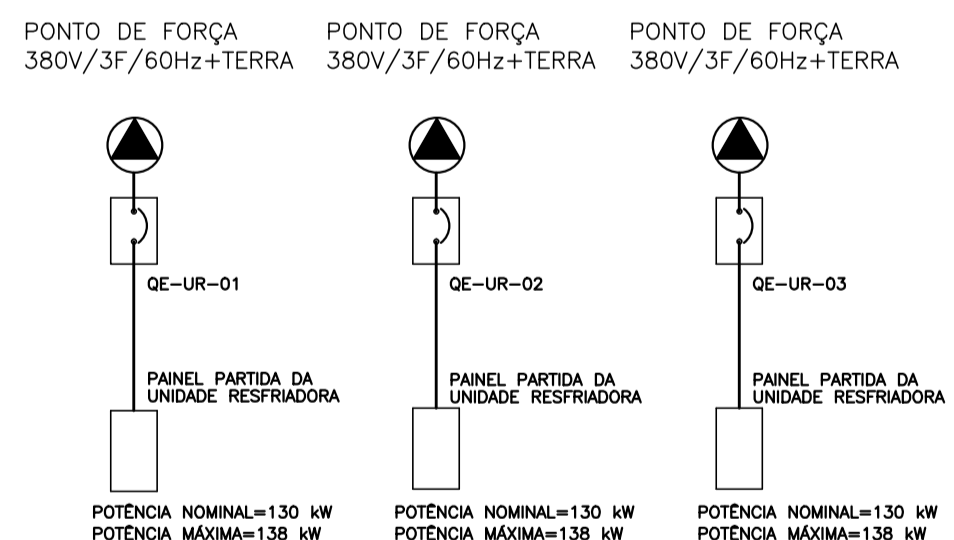 PONTO DE FORÇA
380V/3F/60Hz+TERRA
PONTO DE FORÇA
380V/3F/60Hz+TERRA
PONTO DE FORÇA
380V/3F/60Hz+TERRA
QE-UR-01
QE-UR-02
QE-UR-03
PAINEL PARTIDA DA
UNIDADE RESFRIADORA
PAINEL PARTIDA DA
UNIDADE RESFRIADORA
PAINEL PARTIDA DA
UNIDADE RESFRIADORA
POTÊNCIA NOMINAL=130 kW
POTÊNCIA MÁXIMA=138 kW
POTÊNCIA NOMINAL=130 kW
POTÊNCIA MÁXIMA=138 kW
POTÊNCIA NOMINAL=130 kW
POTÊNCIA MÁXIMA=138 kW